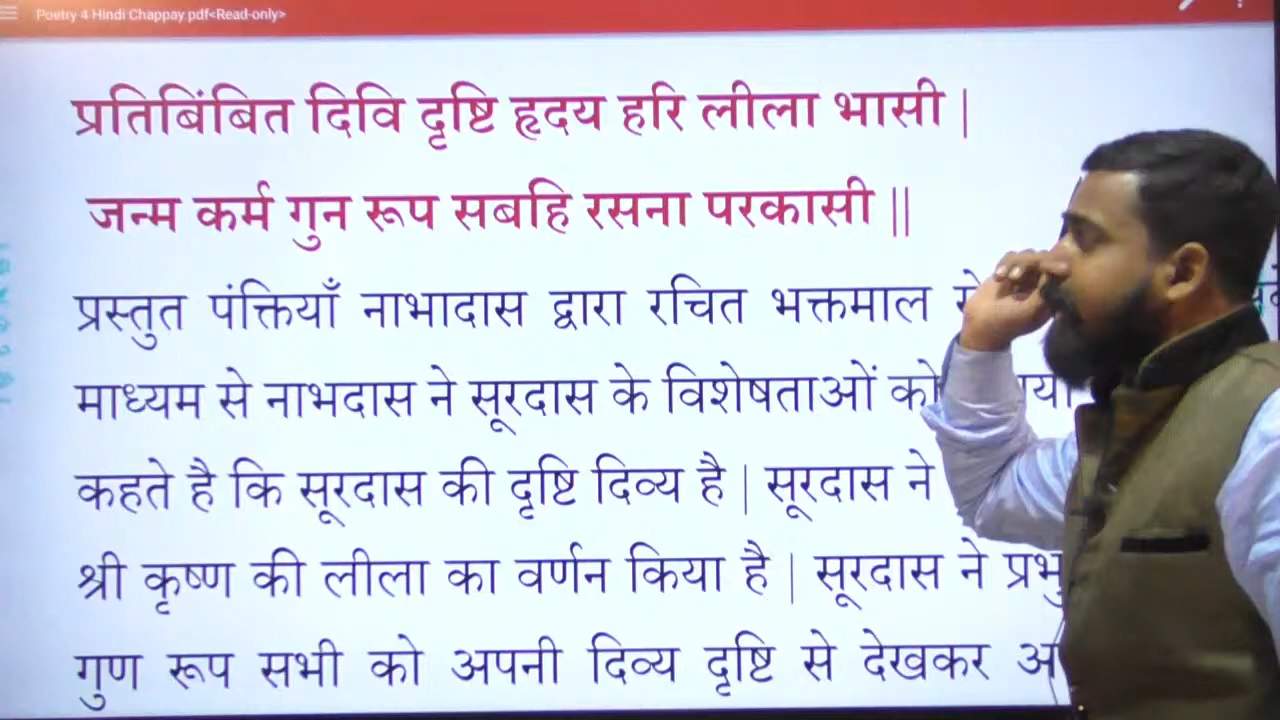 Poetry 4 Hindi Chappay pdf<Read-only>
प्रतिबिंबित दिवि दृष्टि हृदय हरि लीला भासी |
जन्म कर्म गुन रूप सबहि रसना परकासी ||
प्रस्तुत पंक्तियाँ नाभादास द्वारा रचित भक्तमाल
माध्यम से नाभदास ने सूरदास के विशेषताओं को
कहते है कि सूरदास की दृष्टि दिव्य है | सूरदास ने
श्री कृष्ण की लीला का वर्णन किया है | सूरदास ने प्रभु
गुण रूप सभी को अपनी दिव्य दृष्टि से देखकर